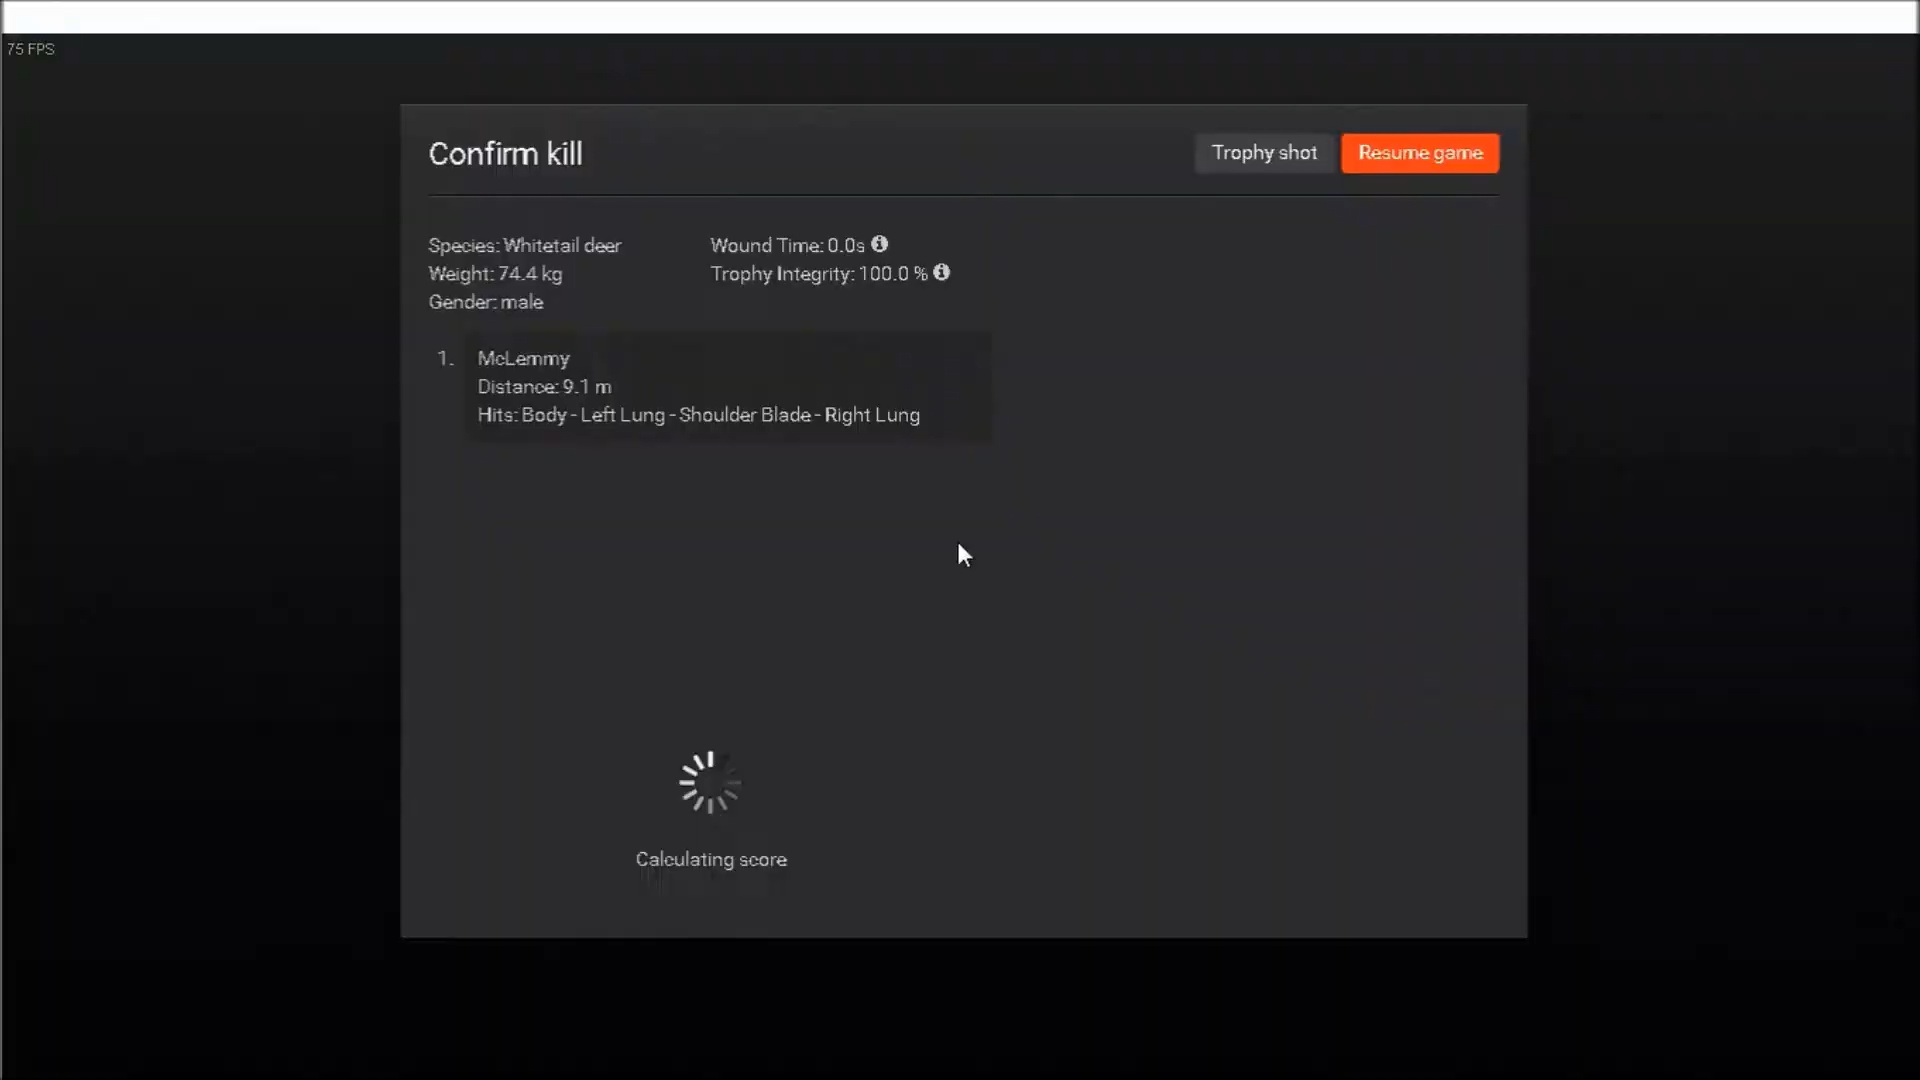 75 FPS
Confirm kill
Trophy shot
Resume game
Species: Whitetail deer
Weight: 74.4 kg
Gender: male
Wound Time: 0.0s
Trophy Integrity: 100.0 %
1.
McLemmy
Distance: 9.1 m
Hits: Body - Left Lung - Shoulder Blade - Right Lung
Calculating score